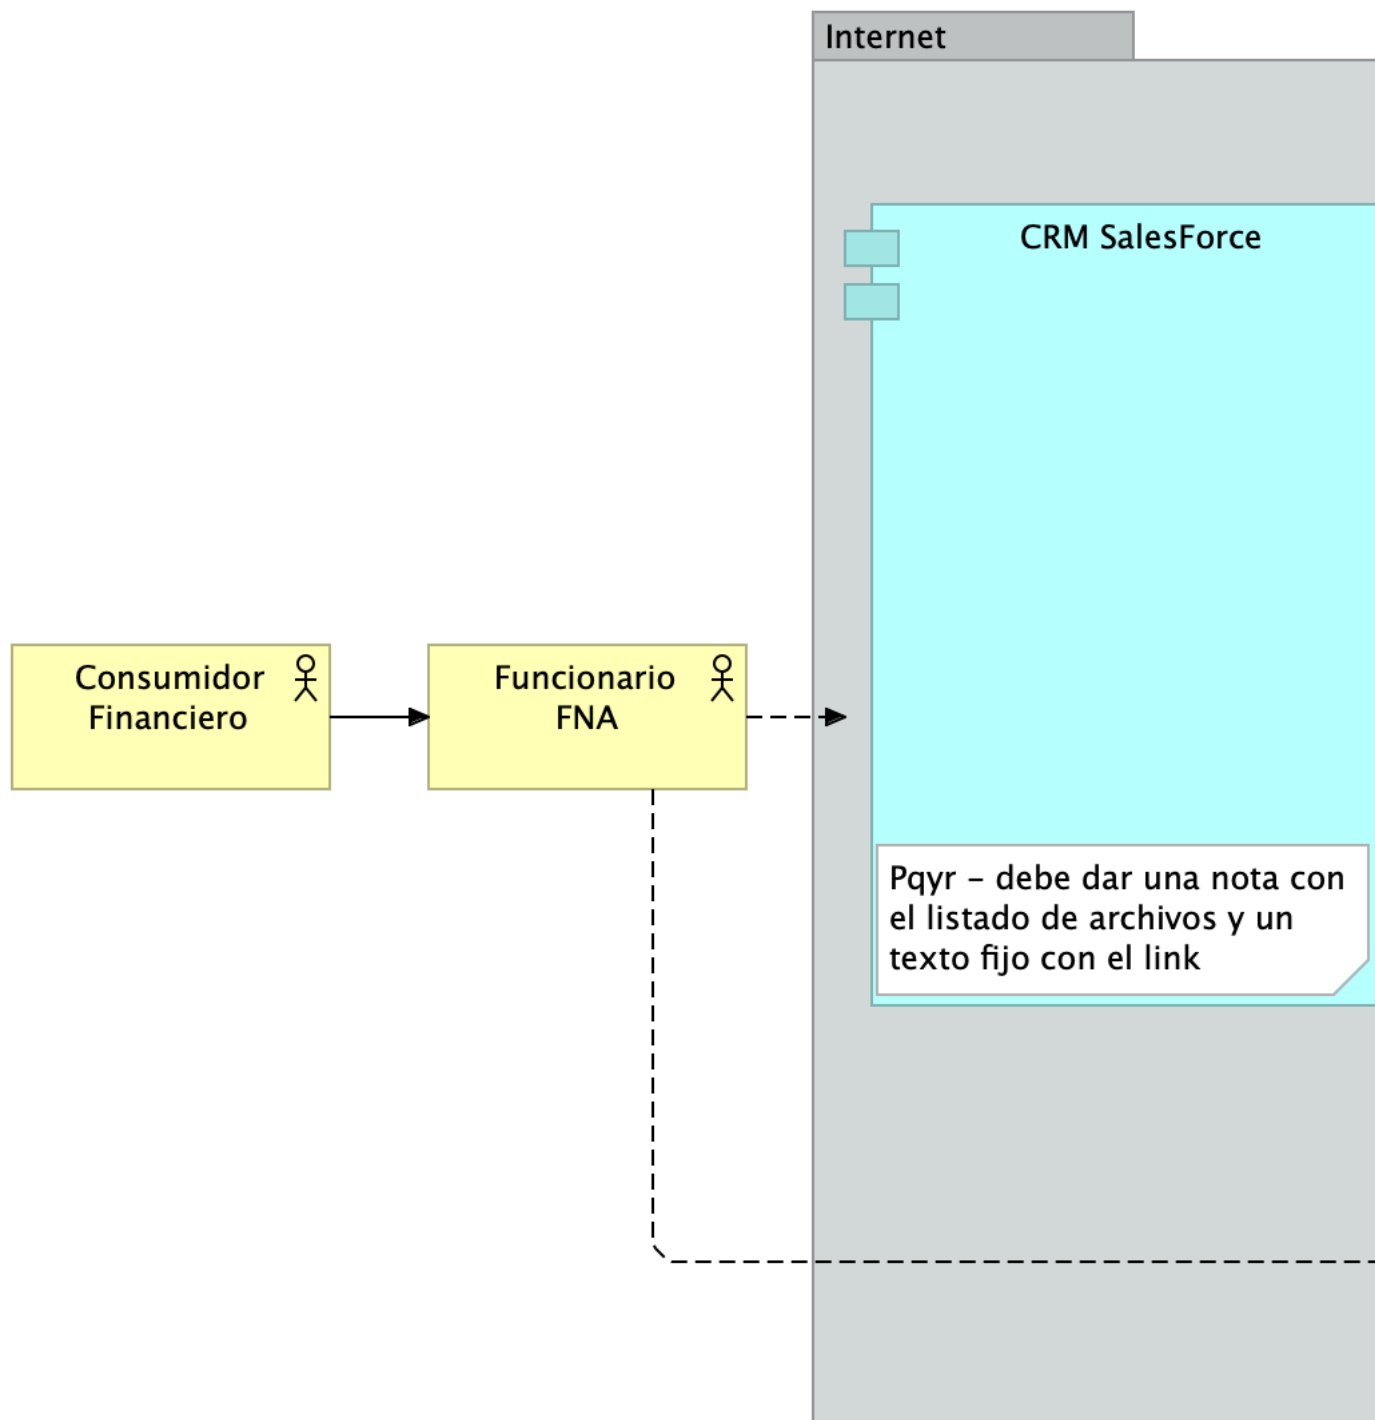 Internet
CRM SalesForce
Consumidor
Financiero
Funcionario
FNA
Pqyr – debe dar una nota con
el listado de archivos y un
texto fijo con el link